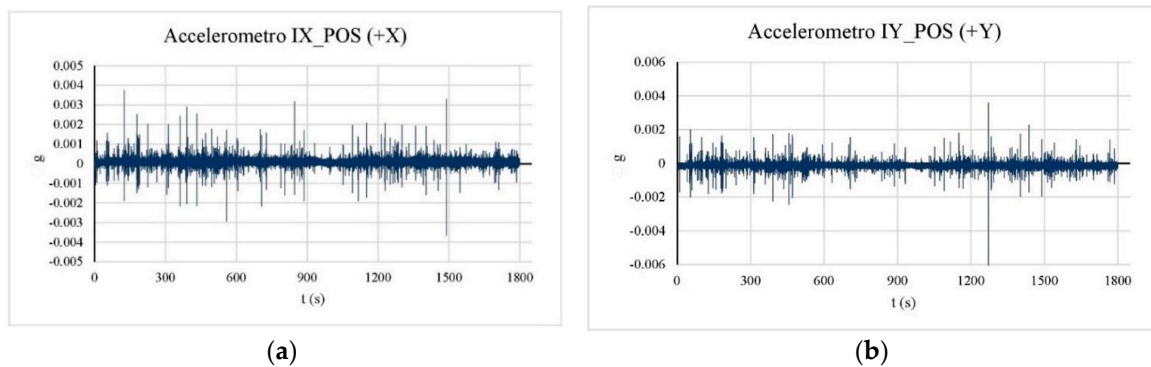 Accelerometro IX_POS (+X)
0.005
0.004
0.003
0.002
0.001
0
-0.001
-0.002
-0.003
-0.004
-0.005
g
0 300 600 900 1200 1500 1800
t (s)
(a)
Accelerometro IY_POS (+Y)
0.006
0.004
0.002
0
-0.002
-0.004
-0.006
g
0 300 600 900 1200 1500 1800
t (s)
(b)